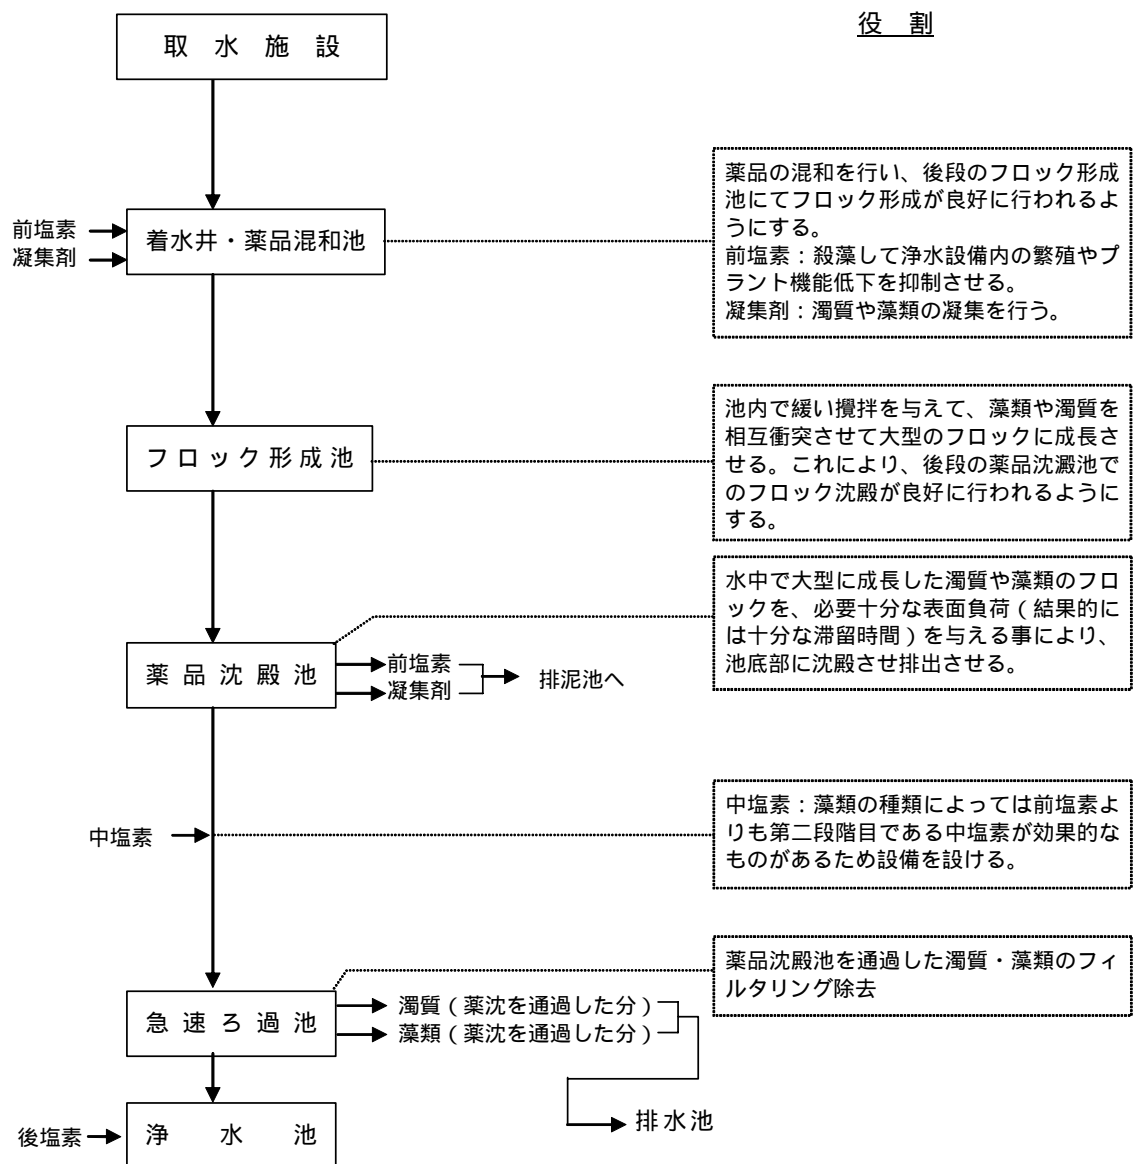 役 割
取 水 施 設
前塩素
凝集剤
着水井・薬品混和池
薬品の混和を行い、後段のフロック形成
池にてフロック形成が良好に行われるよ
うにする。
前塩素：殺藻して浄水設備内の繁殖やプ
ラント機能低下を抑制させる。
凝集剤：濁質や藻類の凝集を行う。
フロック形成池
池内で緩い攪拌を与えて、藻類や濁質を
相互衝突させて大型のフロックに成長さ
せる。これにより、後段の薬品沈澱池で
のフロック沈殿が良好に行われるように
する。
薬 品 沈 殿 池
前塩素
凝集剤
排泥池へ
水中で大型に成長した濁質や藻類のフロ
ックを、必要十分な表面負荷（結果的に
は十分な滞留時間）を与える事により、
池底部に沈殿させ排出させる。
中塩素
中塩素：藻類の種類によっては前塩素よ
りも第二段階目である中塩素が効果的な
ものがあるため設備を設ける。
急 速 ろ 過 池
濁質（薬沈を通過した分）
藻類（薬沈を通過した分）
薬品沈殿池を通過した濁質・藻類のフィ
ルタリング除去
排水池
後塩素
浄 水 池